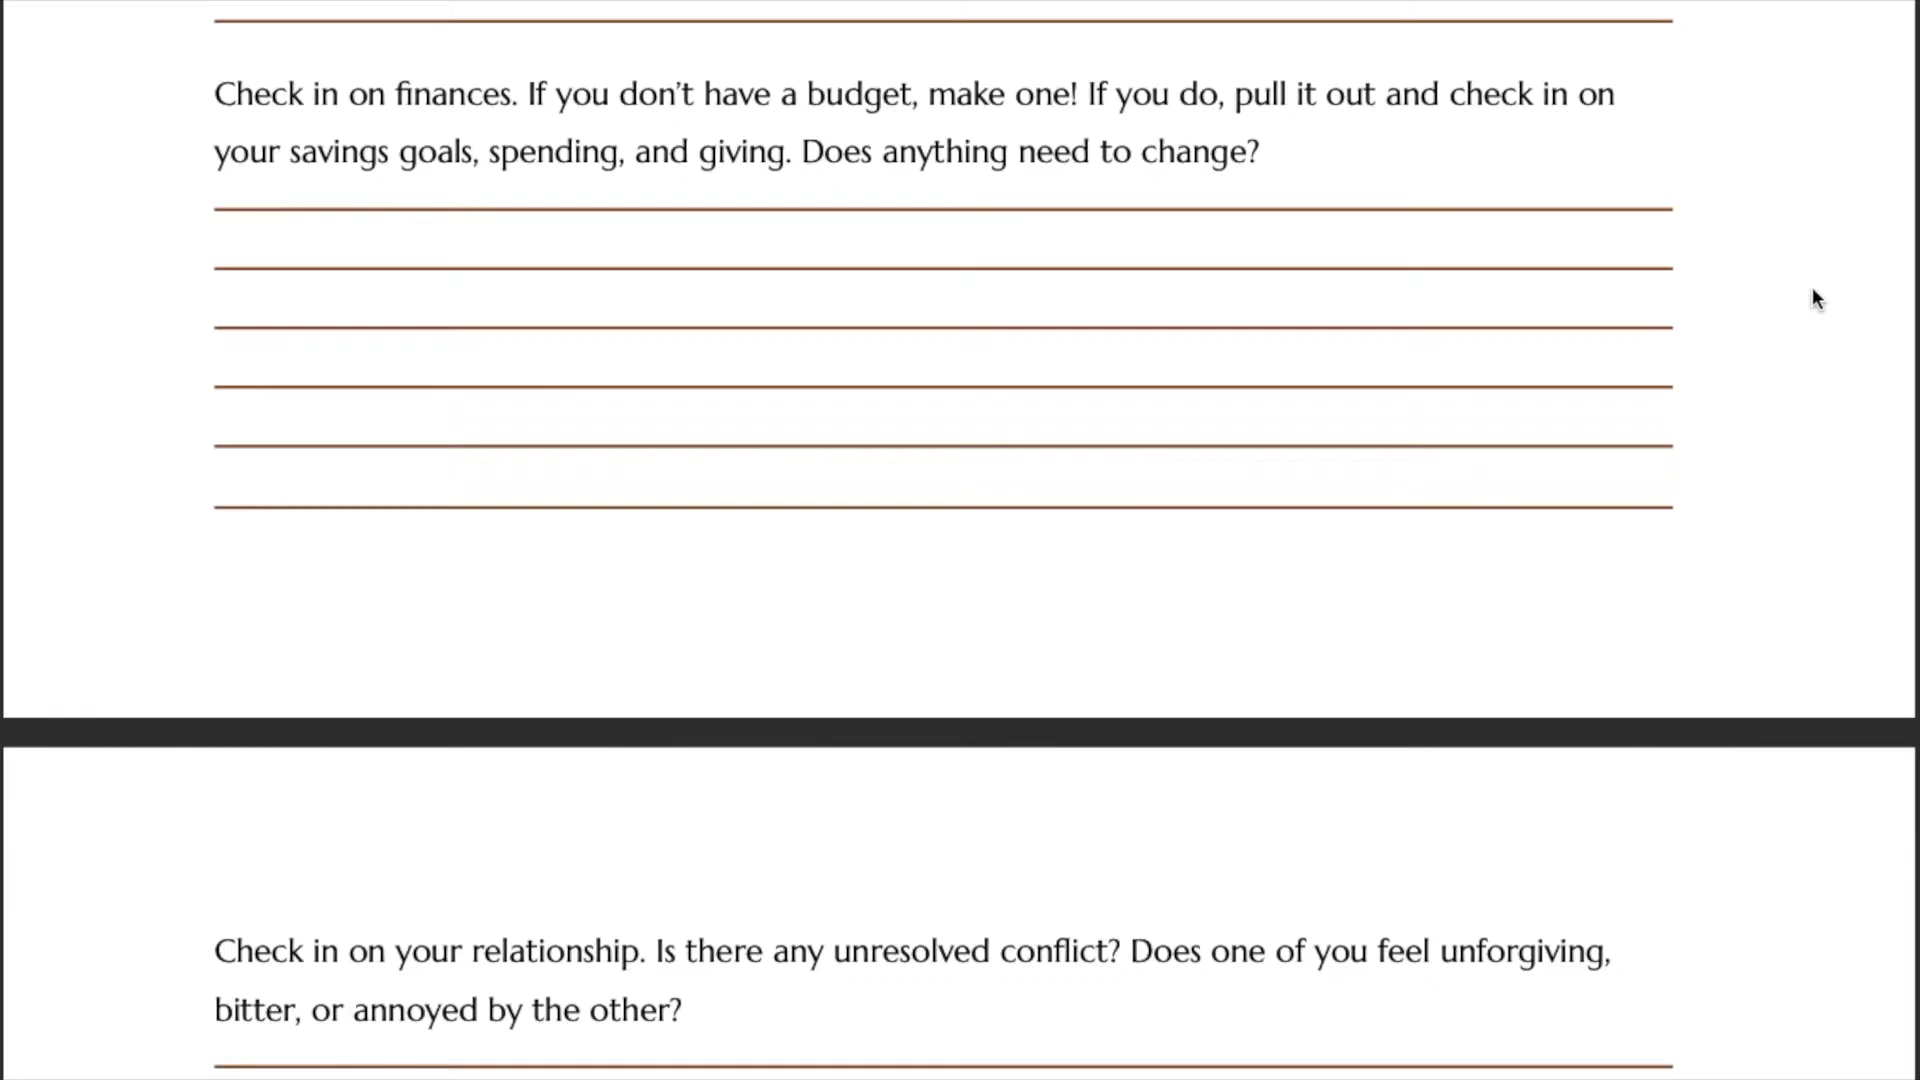 Check in on finances. If you don’t have a budget, make one! If you do, pull it out and check in on
your savings goals, spending, and giving. Does anything need to change?
Check in on your relationship. Is there any unresolved conflict? Does one of you feel unforgiving,
bitter, or annoyed by the other?